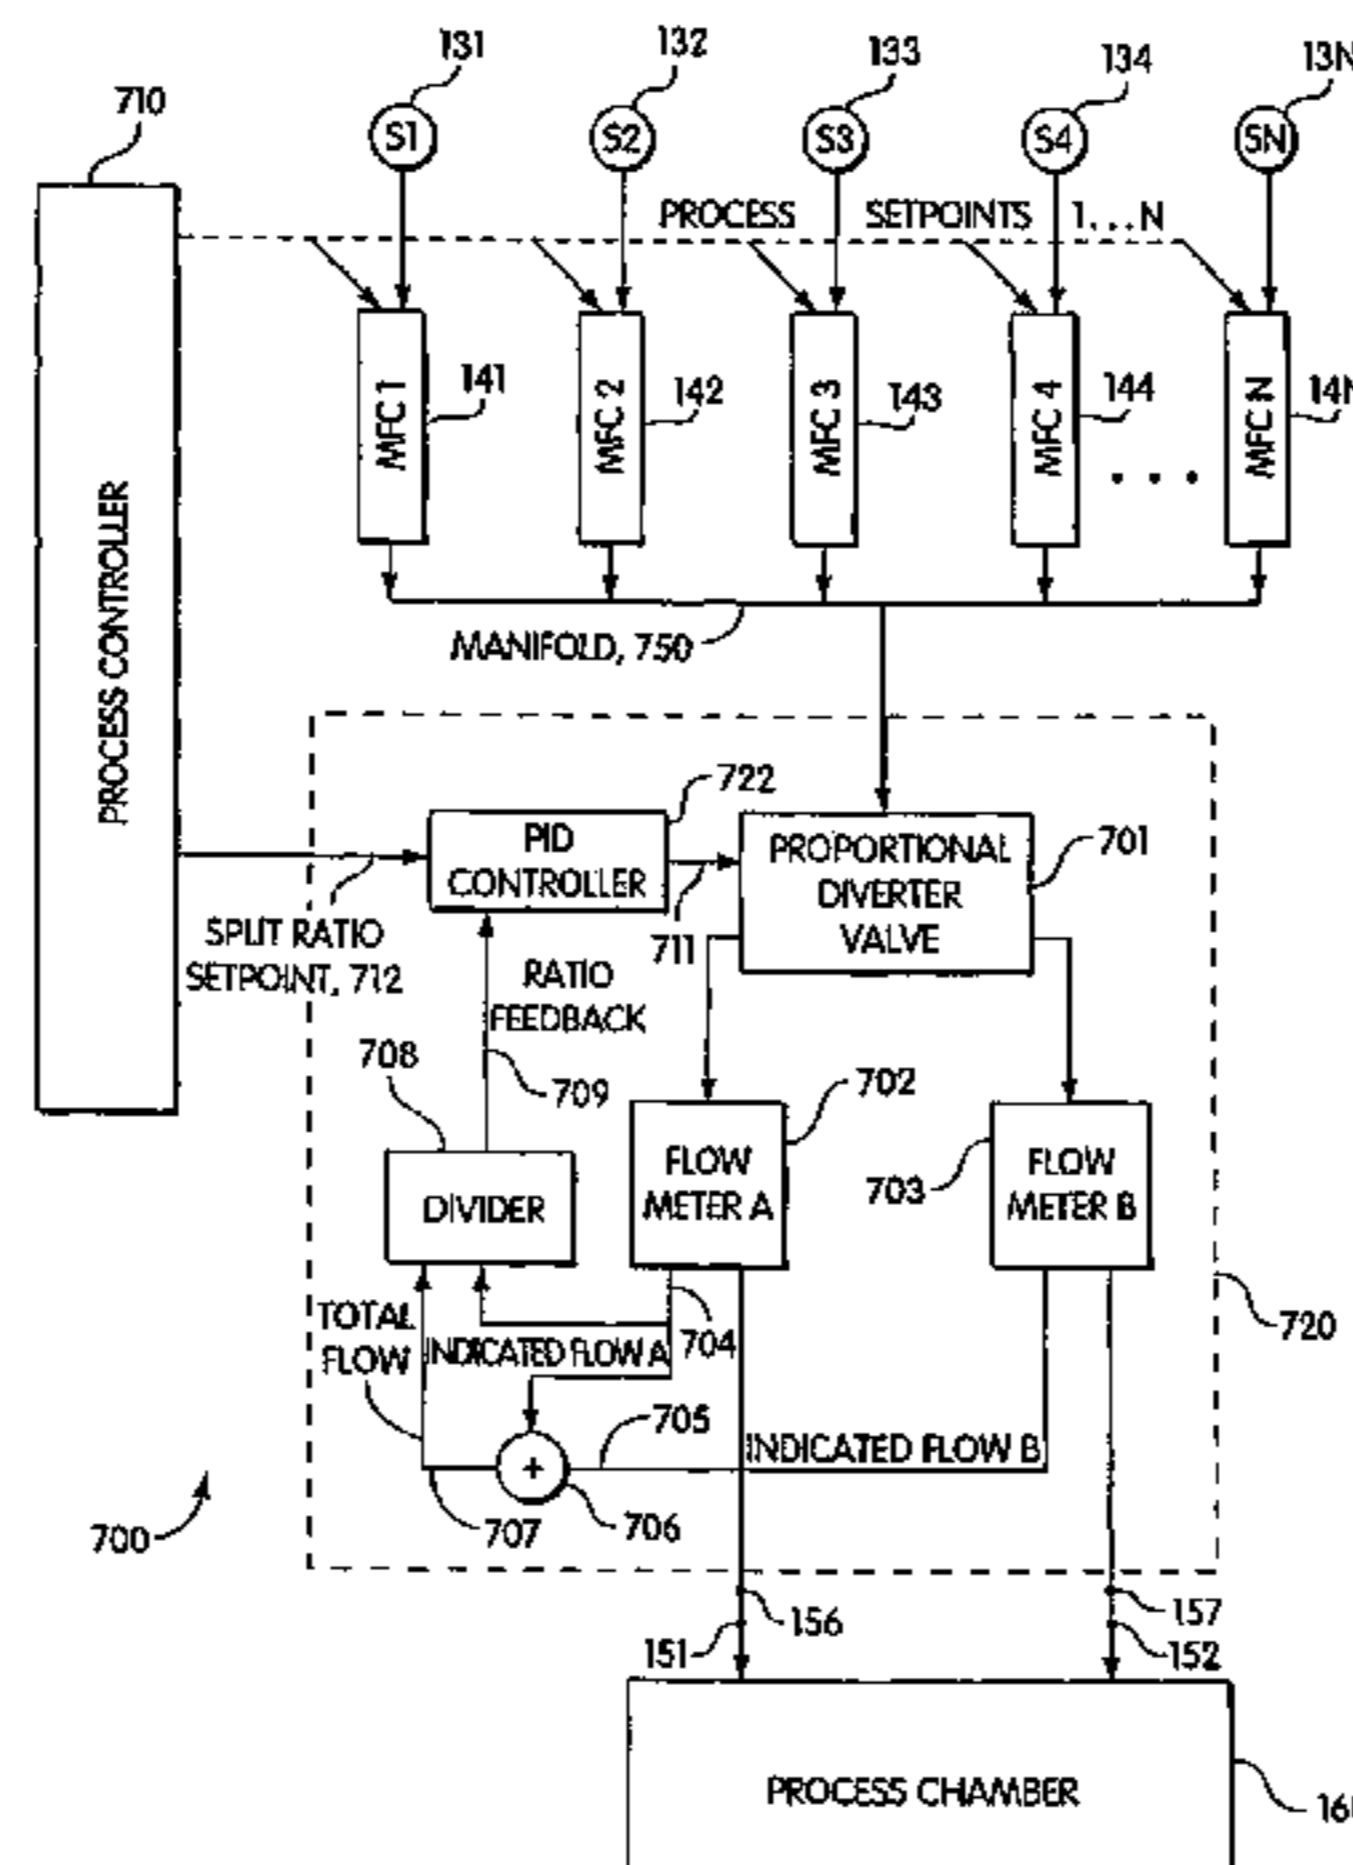 131
132
133
134
13N
710
S1
S2
S3
S4
SN
PROCESS SETPOINTS 1...N
MFC 1
141
MFC 2
142
MFC 3
143
MFC 4
144
. . .
MFC N
14N
PROCESS CONTROLLER
MANIFOLD, 750
722
PID
CONTROLLER
711
PROPORTIONAL
DIVERTER
VALVE
701
SPLIT RATIO
SETPOINT, 712
RATIO
FEEDBACK
708
709
702
DIVIDER
FLOW
METER A
703
FLOW
METER B
TOTAL
FLOW
INDICATED FLOW A
704
720
705
INDICATED FLOW B
+
700
707
706
156
157
151
152
PROCESS CHAMBER